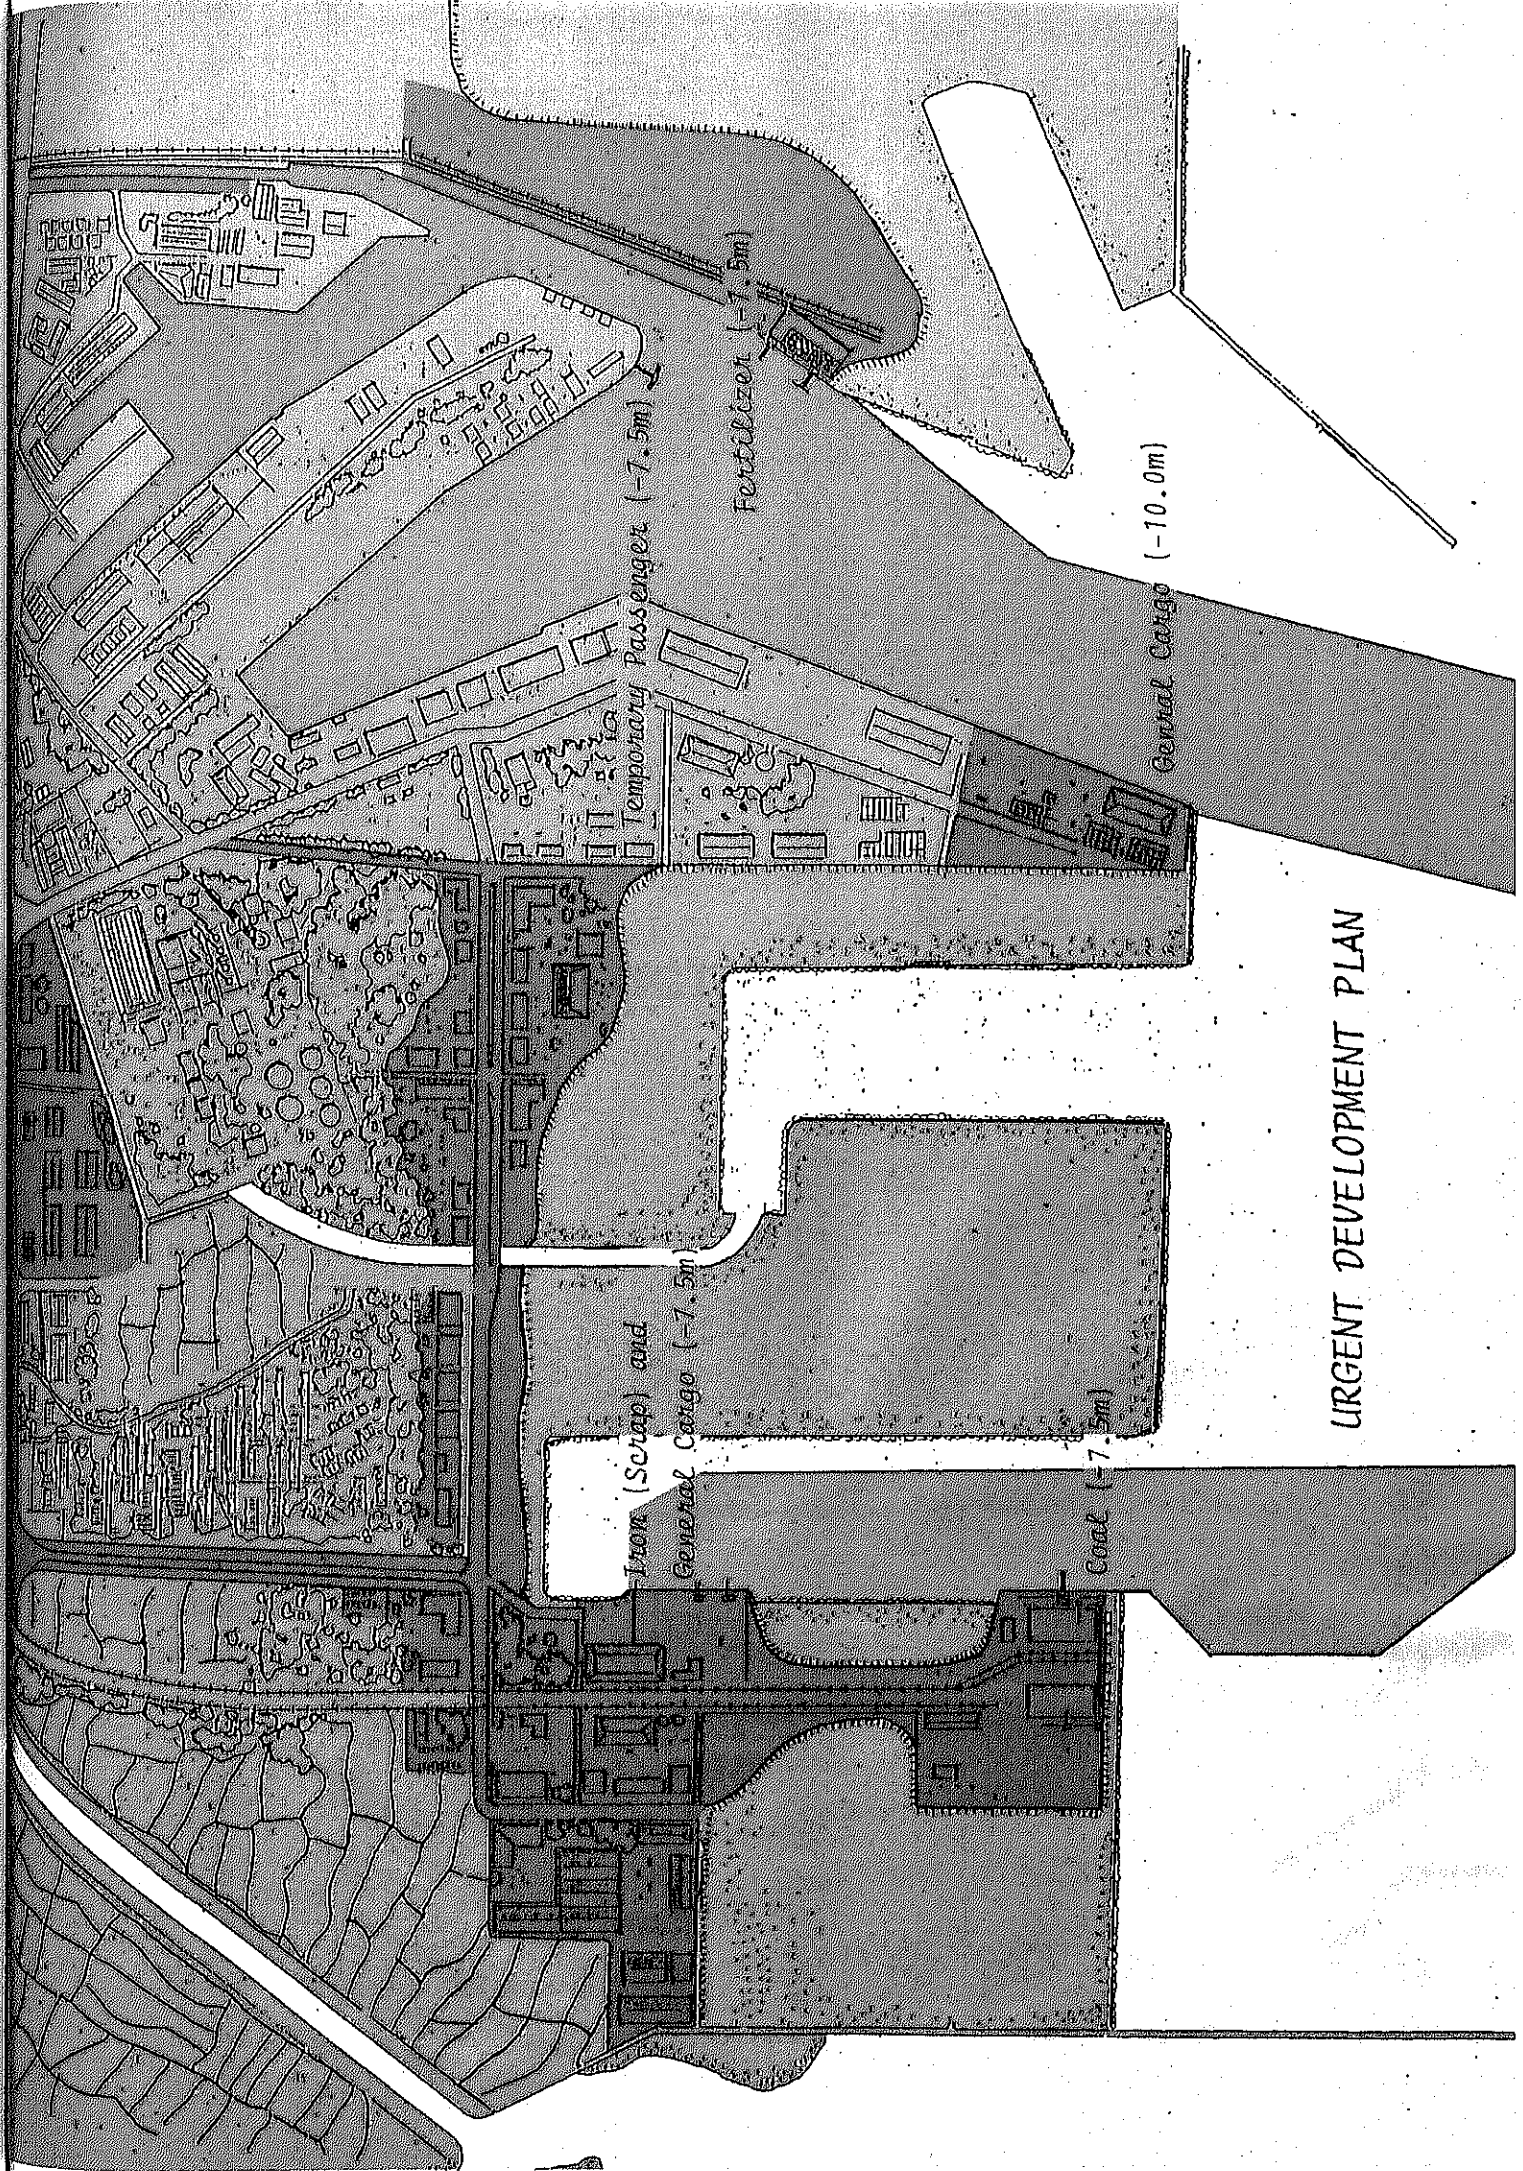 Fertilizer (-7.5m)
Temporary Passenger (-7.5m)
General Cargo (-10.0m)
Iron (Scrap) and
General Cargo (-7.5m)
Coal (-7.5m)
URGENT DEVELOPMENT PLAN